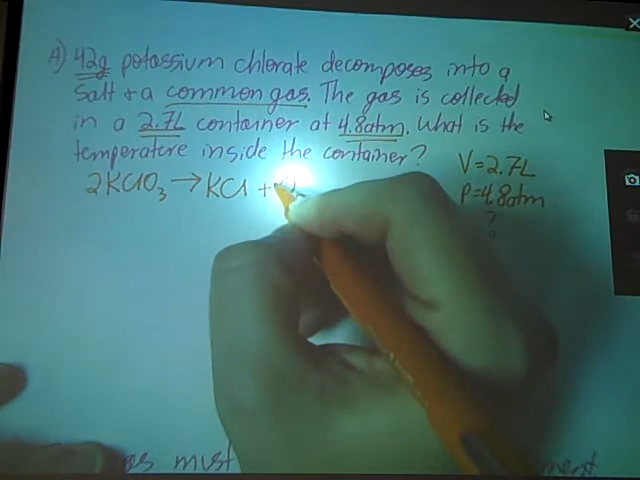 A) 42g potassium chlorate decomposes into a
salt + a common gas. The gas is collected
in a 2.7L container at 4.8atm. What is the
temperature inside the container?
V=2.7L
2KClO₃ → KCl +
P=4.8atm
?
must